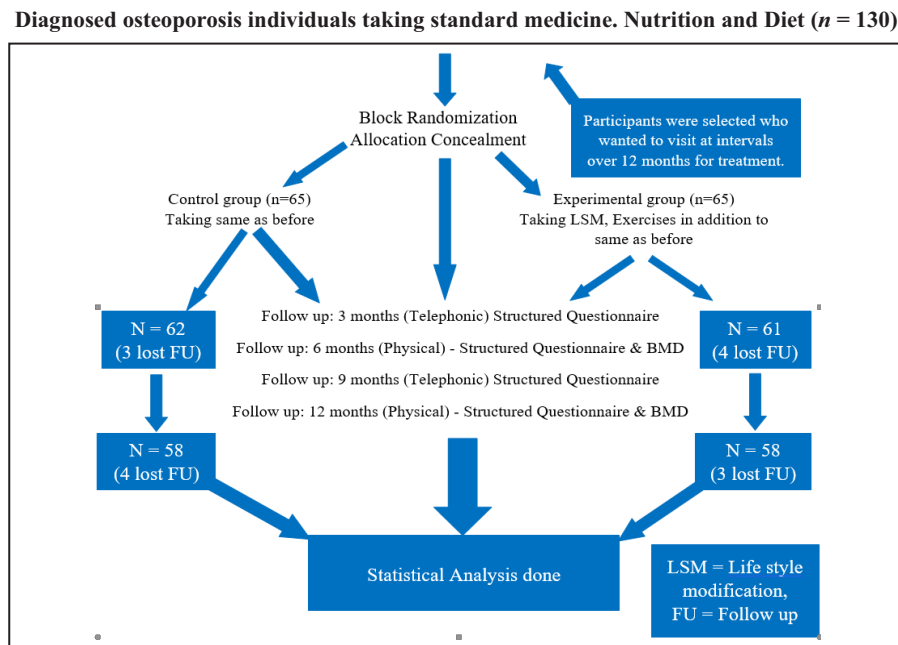 Diagnosed osteoporosis individuals taking standard medicine. Nutrition and Diet (n = 130)
Block Randomization
Allocation Concealment
Participants were selected who
wanted to visit at intervals
over 12 months for treatment.
Control group (n=65)
Taking same as before
Experimental group (n=65)
Taking LSM, Exercises in addition to
same as before
N = 62
(3 lost FU)
Follow up: 3 months (Telephonic) Structured Questionnaire
Follow up: 6 months (Physical) - Structured Questionnaire & BMD
Follow up: 9 months (Telephonic) Structured Questionnaire
Follow up: 12 months (Physical) - Structured Questionnaire & BMD
N = 61
(4 lost FU)
N = 58
(4 lost FU)
N = 58
(3 lost FU)
Statistical Analysis done
LSM = Life style
modification,
FU = Follow up